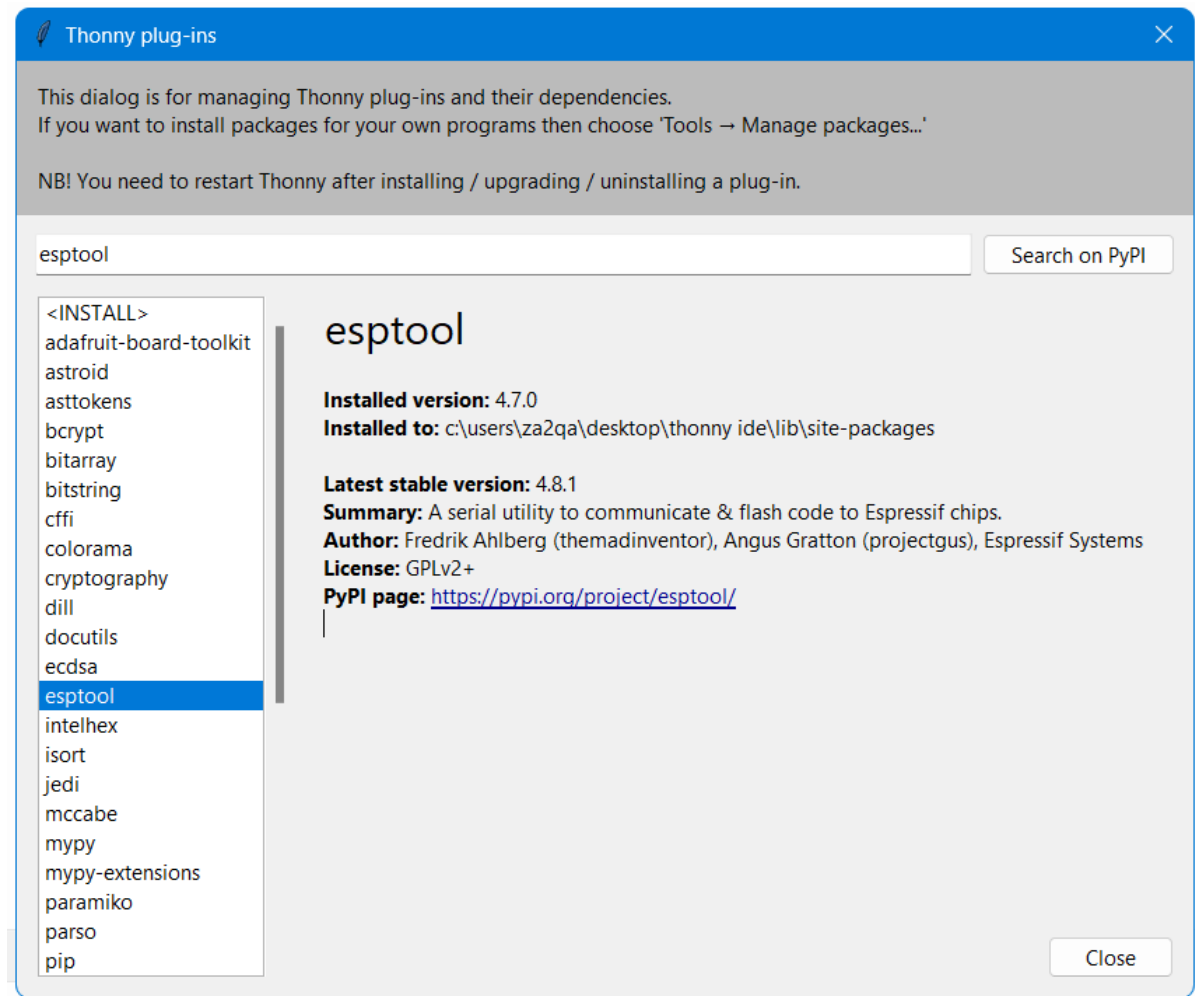 Thonny plug-ins
This dialog is for managing Thonny plug-ins and their dependencies.
If you want to install packages for your own programs then choose 'Tools → Manage packages...'
NB! You need to restart Thonny after installing / upgrading / uninstalling a plug-in.
esptool
Search on PyPI
<INSTALL>
adafruit-board-toolkit
astroid
asttokens
bcrypt
bitarray
bitstring
cffi
colorama
cryptography
dill
docutils
ecdsa
esptool
intelhex
isort
jedi
mccabe
mypy
mypy-extensions
paramiko
parso
pip
esptool
Installed version: 4.7.0
Installed to: c:\users\za2qa\desktop\thonny ide\lib\site-packages
Latest stable version: 4.8.1
Summary: A serial utility to communicate & flash code to Espressif chips.
Author: Fredrik Ahlberg (themadinventor), Angus Gratton (projectgus), Espressif Systems
License: GPLv2+
PyPI page: https://pypi.org/project/esptool/
Close